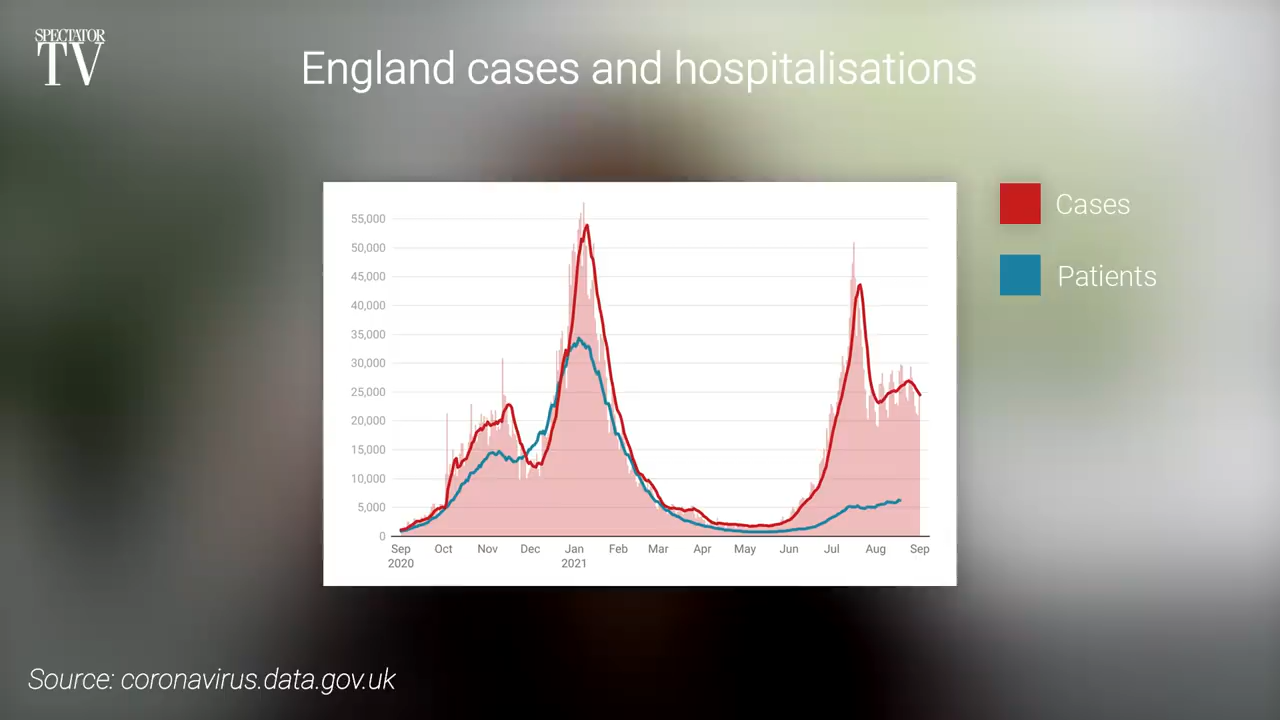 SPECTATOR
TV
England cases and hospitalisations
Cases
Patients
55,000
50,000
45,000
40,000
35,000
30,000
25,000
20,000
15,000
10,000
5,000
0
Sep Oct Nov Dec Jan Feb Mar Apr May Jun Jul Aug Sep
2020 2021
Source: coronavirus.data.gov.uk